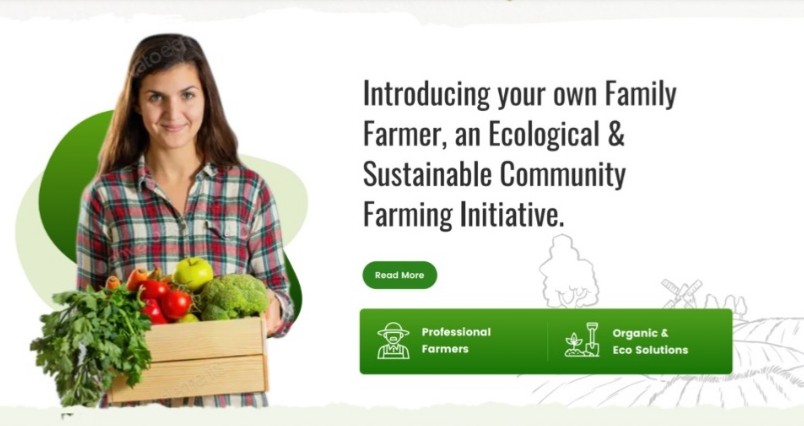 Introducing your own Family
Farmer, an Ecological &
Sustainable Community
Farming Initiative.
Read More
Professional
Farmers
Organic &
Eco Solutions